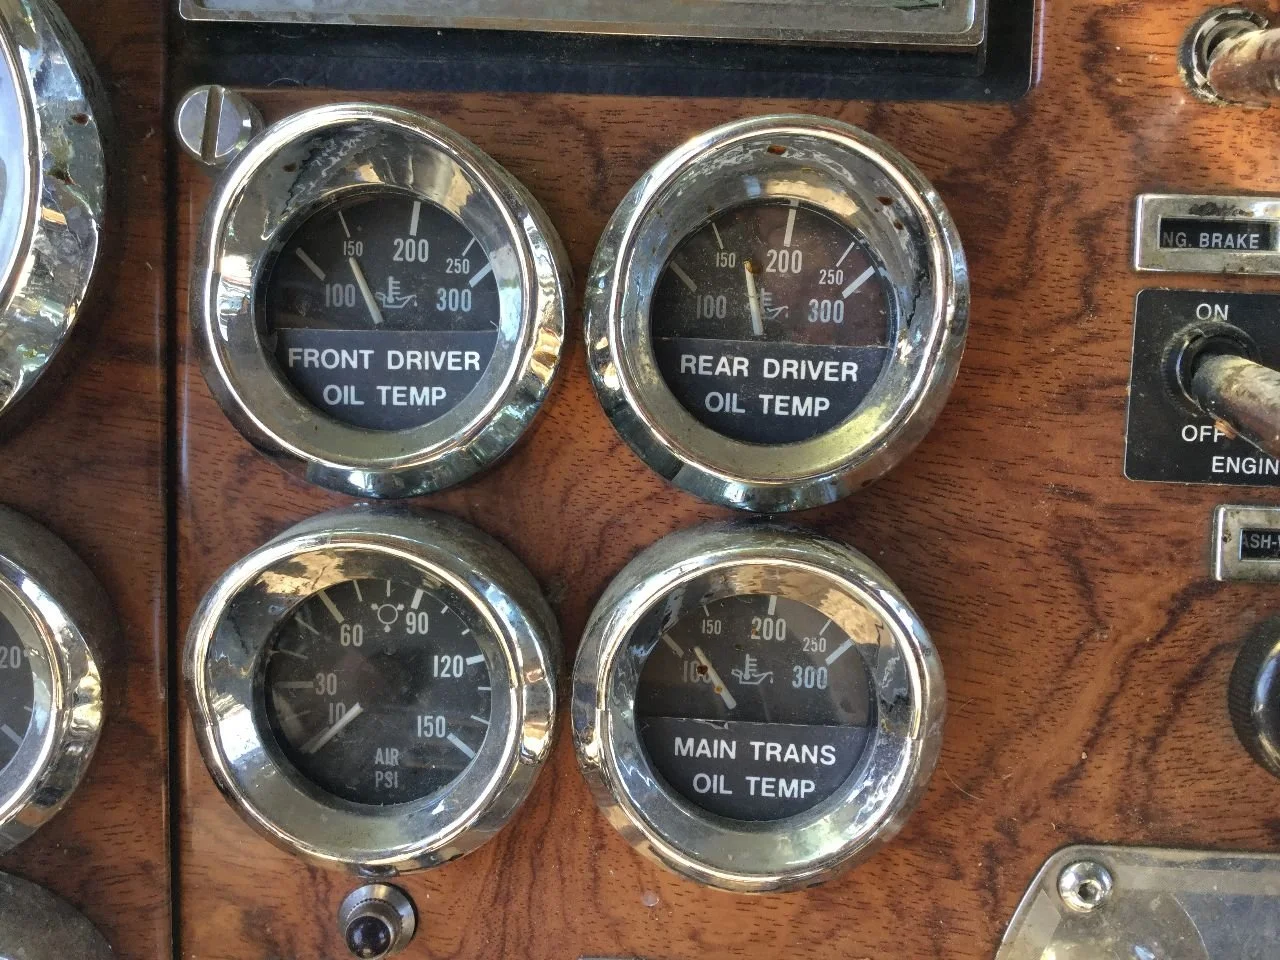 150
200
250
100
300
FRONT DRIVER
OIL TEMP
150
200
250
100
300
REAR DRIVER
OIL TEMP
NG. BRAKE
ON
OFF
ENGIN
60
90
120
30
10
150
AIR
PSI
150
200
250
300
MAIN TRANS
OIL TEMP
ASH-
20